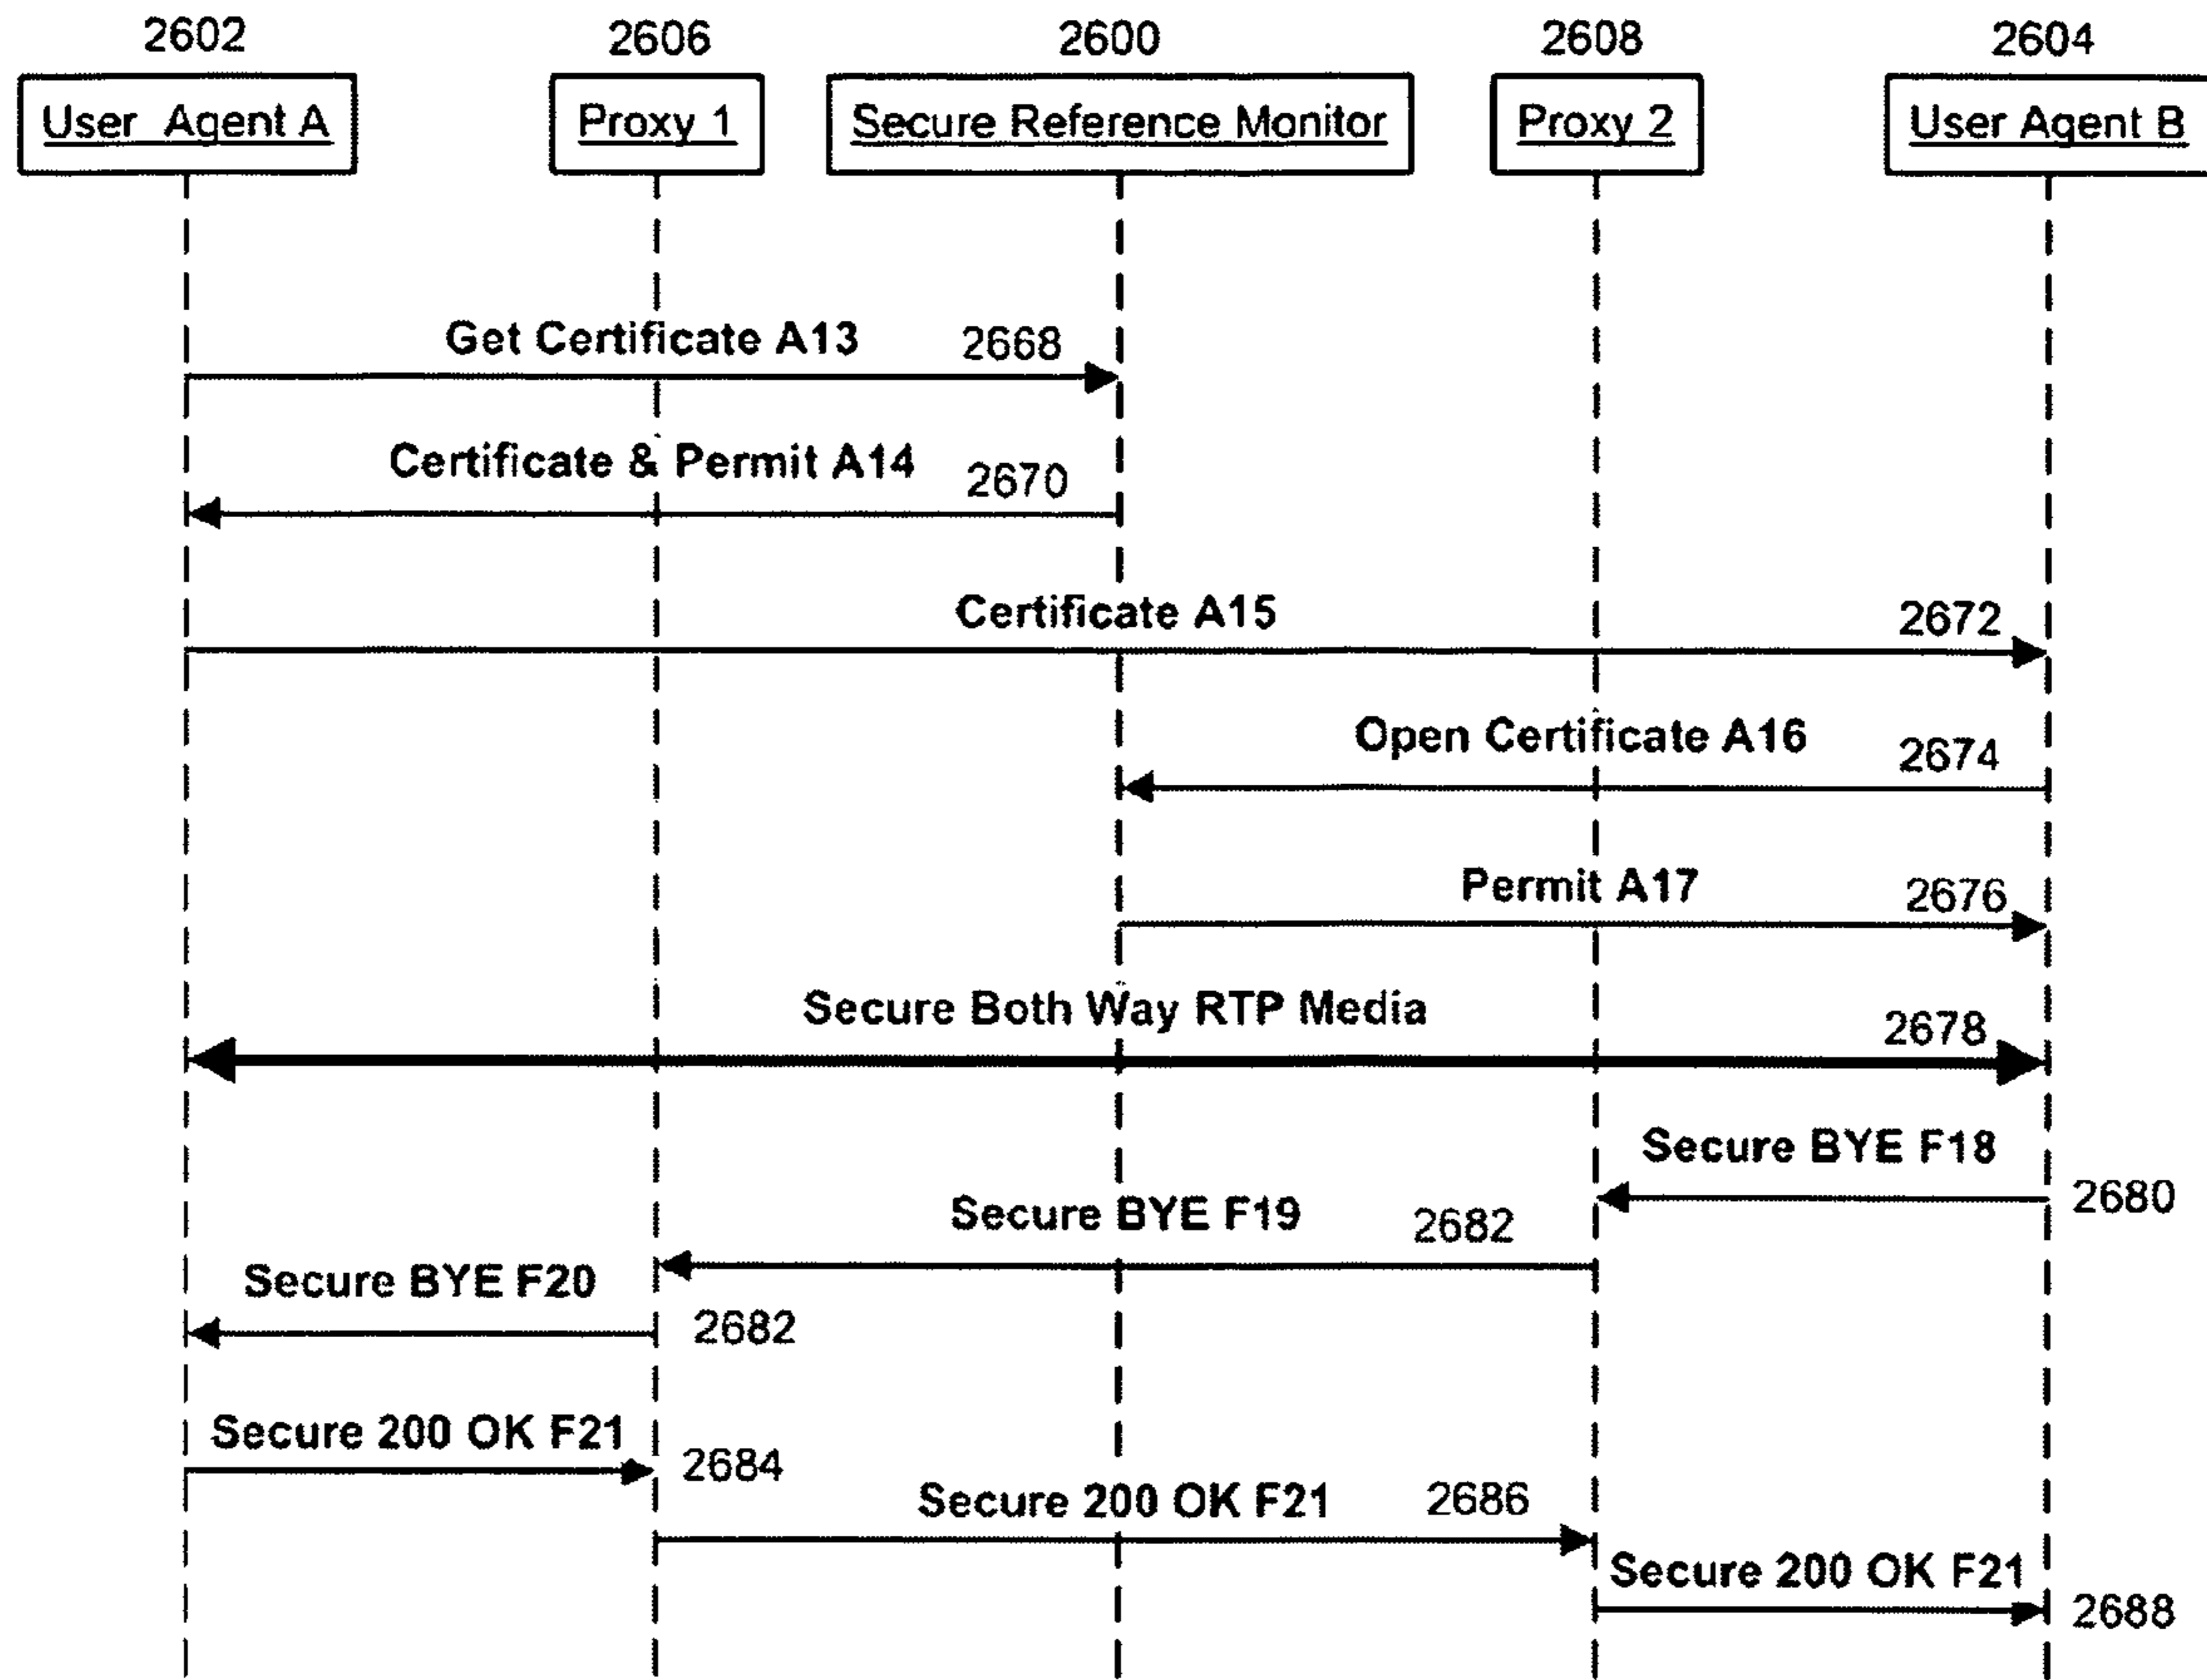 2602 2606 2600 2608 2604
User Agent A Proxy 1 Secure Reference Monitor Proxy 2 User Agent B
Get Certificate A13 2668
Certificate & Permit A14 2670
Certificate A15 2672
Open Certificate A16 2674
Permit A17 2676
Secure Both Way RTP Media 2678
Secure BYE F18 2680
Secure BYE F19 2682
Secure BYE F20 2682
Secure 200 OK F21 2684
Secure 200 OK F21 2686
Secure 200 OK F21 2688